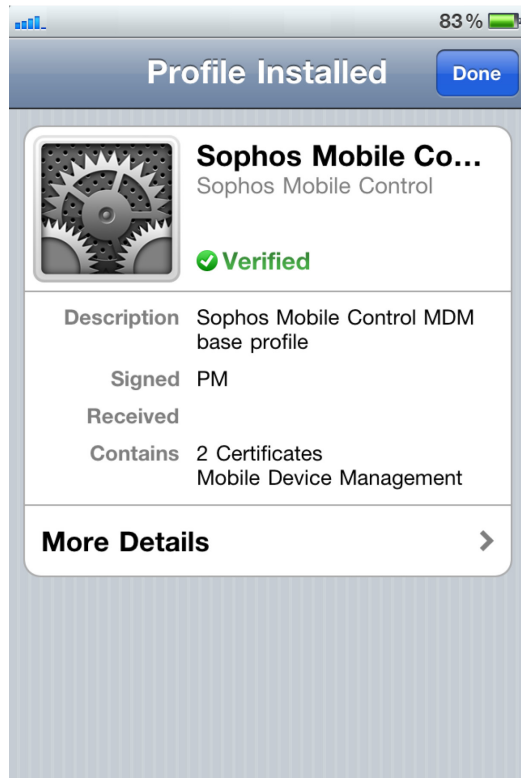 83%
Profile Installed
Done
Sophos Mobile Co...
Sophos Mobile Control
Verified
Description Sophos Mobile Control MDM
base profile
Signed PM
Received
Contains 2 Certificates
Mobile Device Management
More Details